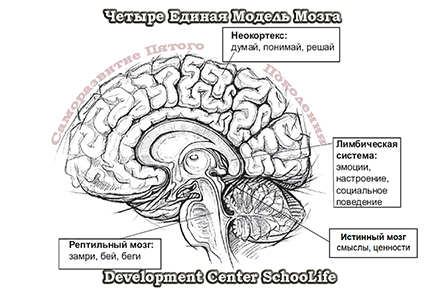 Четыре Единая Модель Мозга
Неокортекс:
думай, понимай, решай
Саморазвитие Пятого Поколения
Лимбическая
система:
эмоции,
настроение,
социальное
поведение
Истинный мозг
смыслы, ценности
Рептильный мозг:
замри, бей, беги
Development Center SchooLife